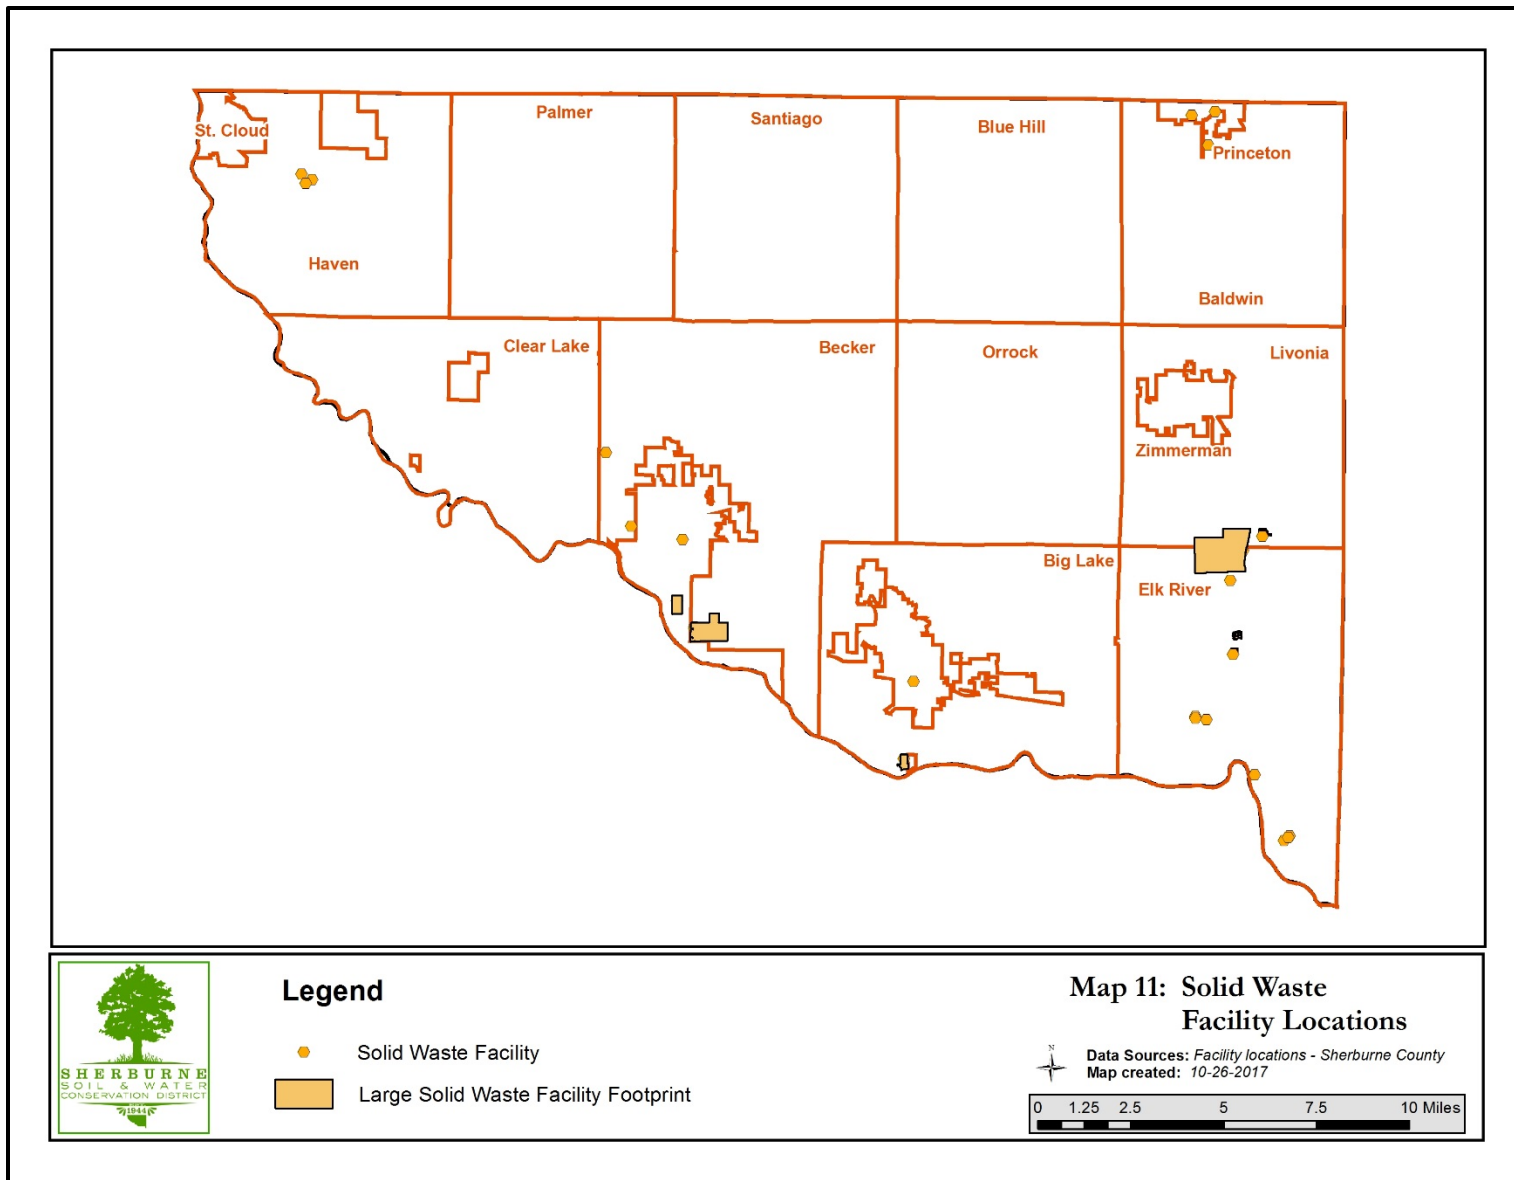 Palmer
Santiago
Blue Hill
St. Cloud
Princeton
Haven
Baldwin
Clear Lake
Becker
Orrock
Livonia
Zimmerman
Big Lake
Elk River
Legend
Solid Waste Facility
Large Solid Waste Facility Footprint
SHERBURNE
SOIL & WATER
CONSERVATION DISTRICT
1944
Map 11: Solid Waste
Facility Locations
N
Data Sources: Facility locations - Sherburne County
Map created: 10-26-2017
0 1.25 2.5 5 7.5 10 Miles